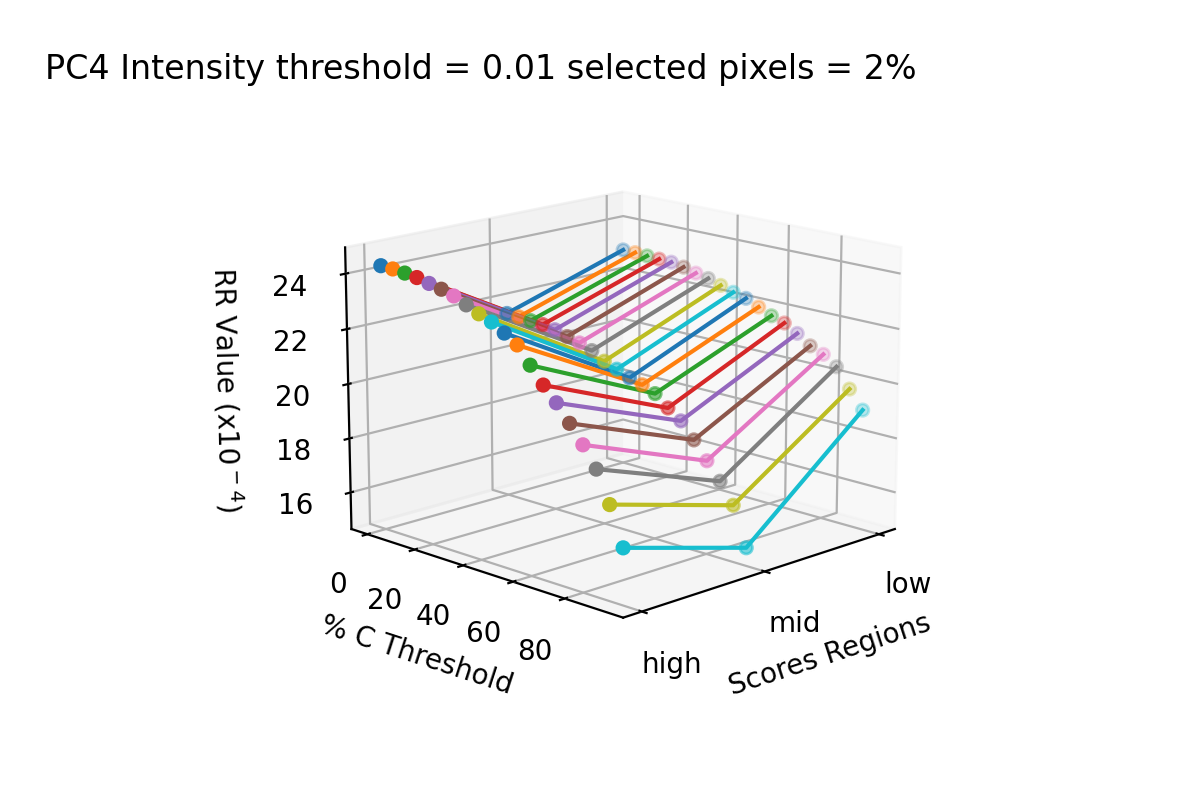 PC4 Intensity threshold = 0.01 selected pixels = 2%
24
22
20
18
16
RR Value (x10⁻⁴)
0
20
40
60
80
% C Threshold
high
mid
low
Scores Regions